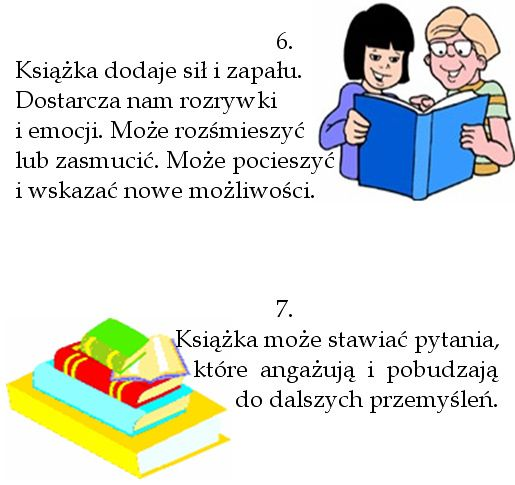 6.
Książka dodaje sił i zapału.
Dostarcza nam rozrywki
i emocji. Może rozśmieszyć
lub zasmucić. Może pocieszyć
i wskazać nowe możliwości.
7.
Książka może stawiać pytania,
które angażują i pobudzają
do dalszych przemyśleń.